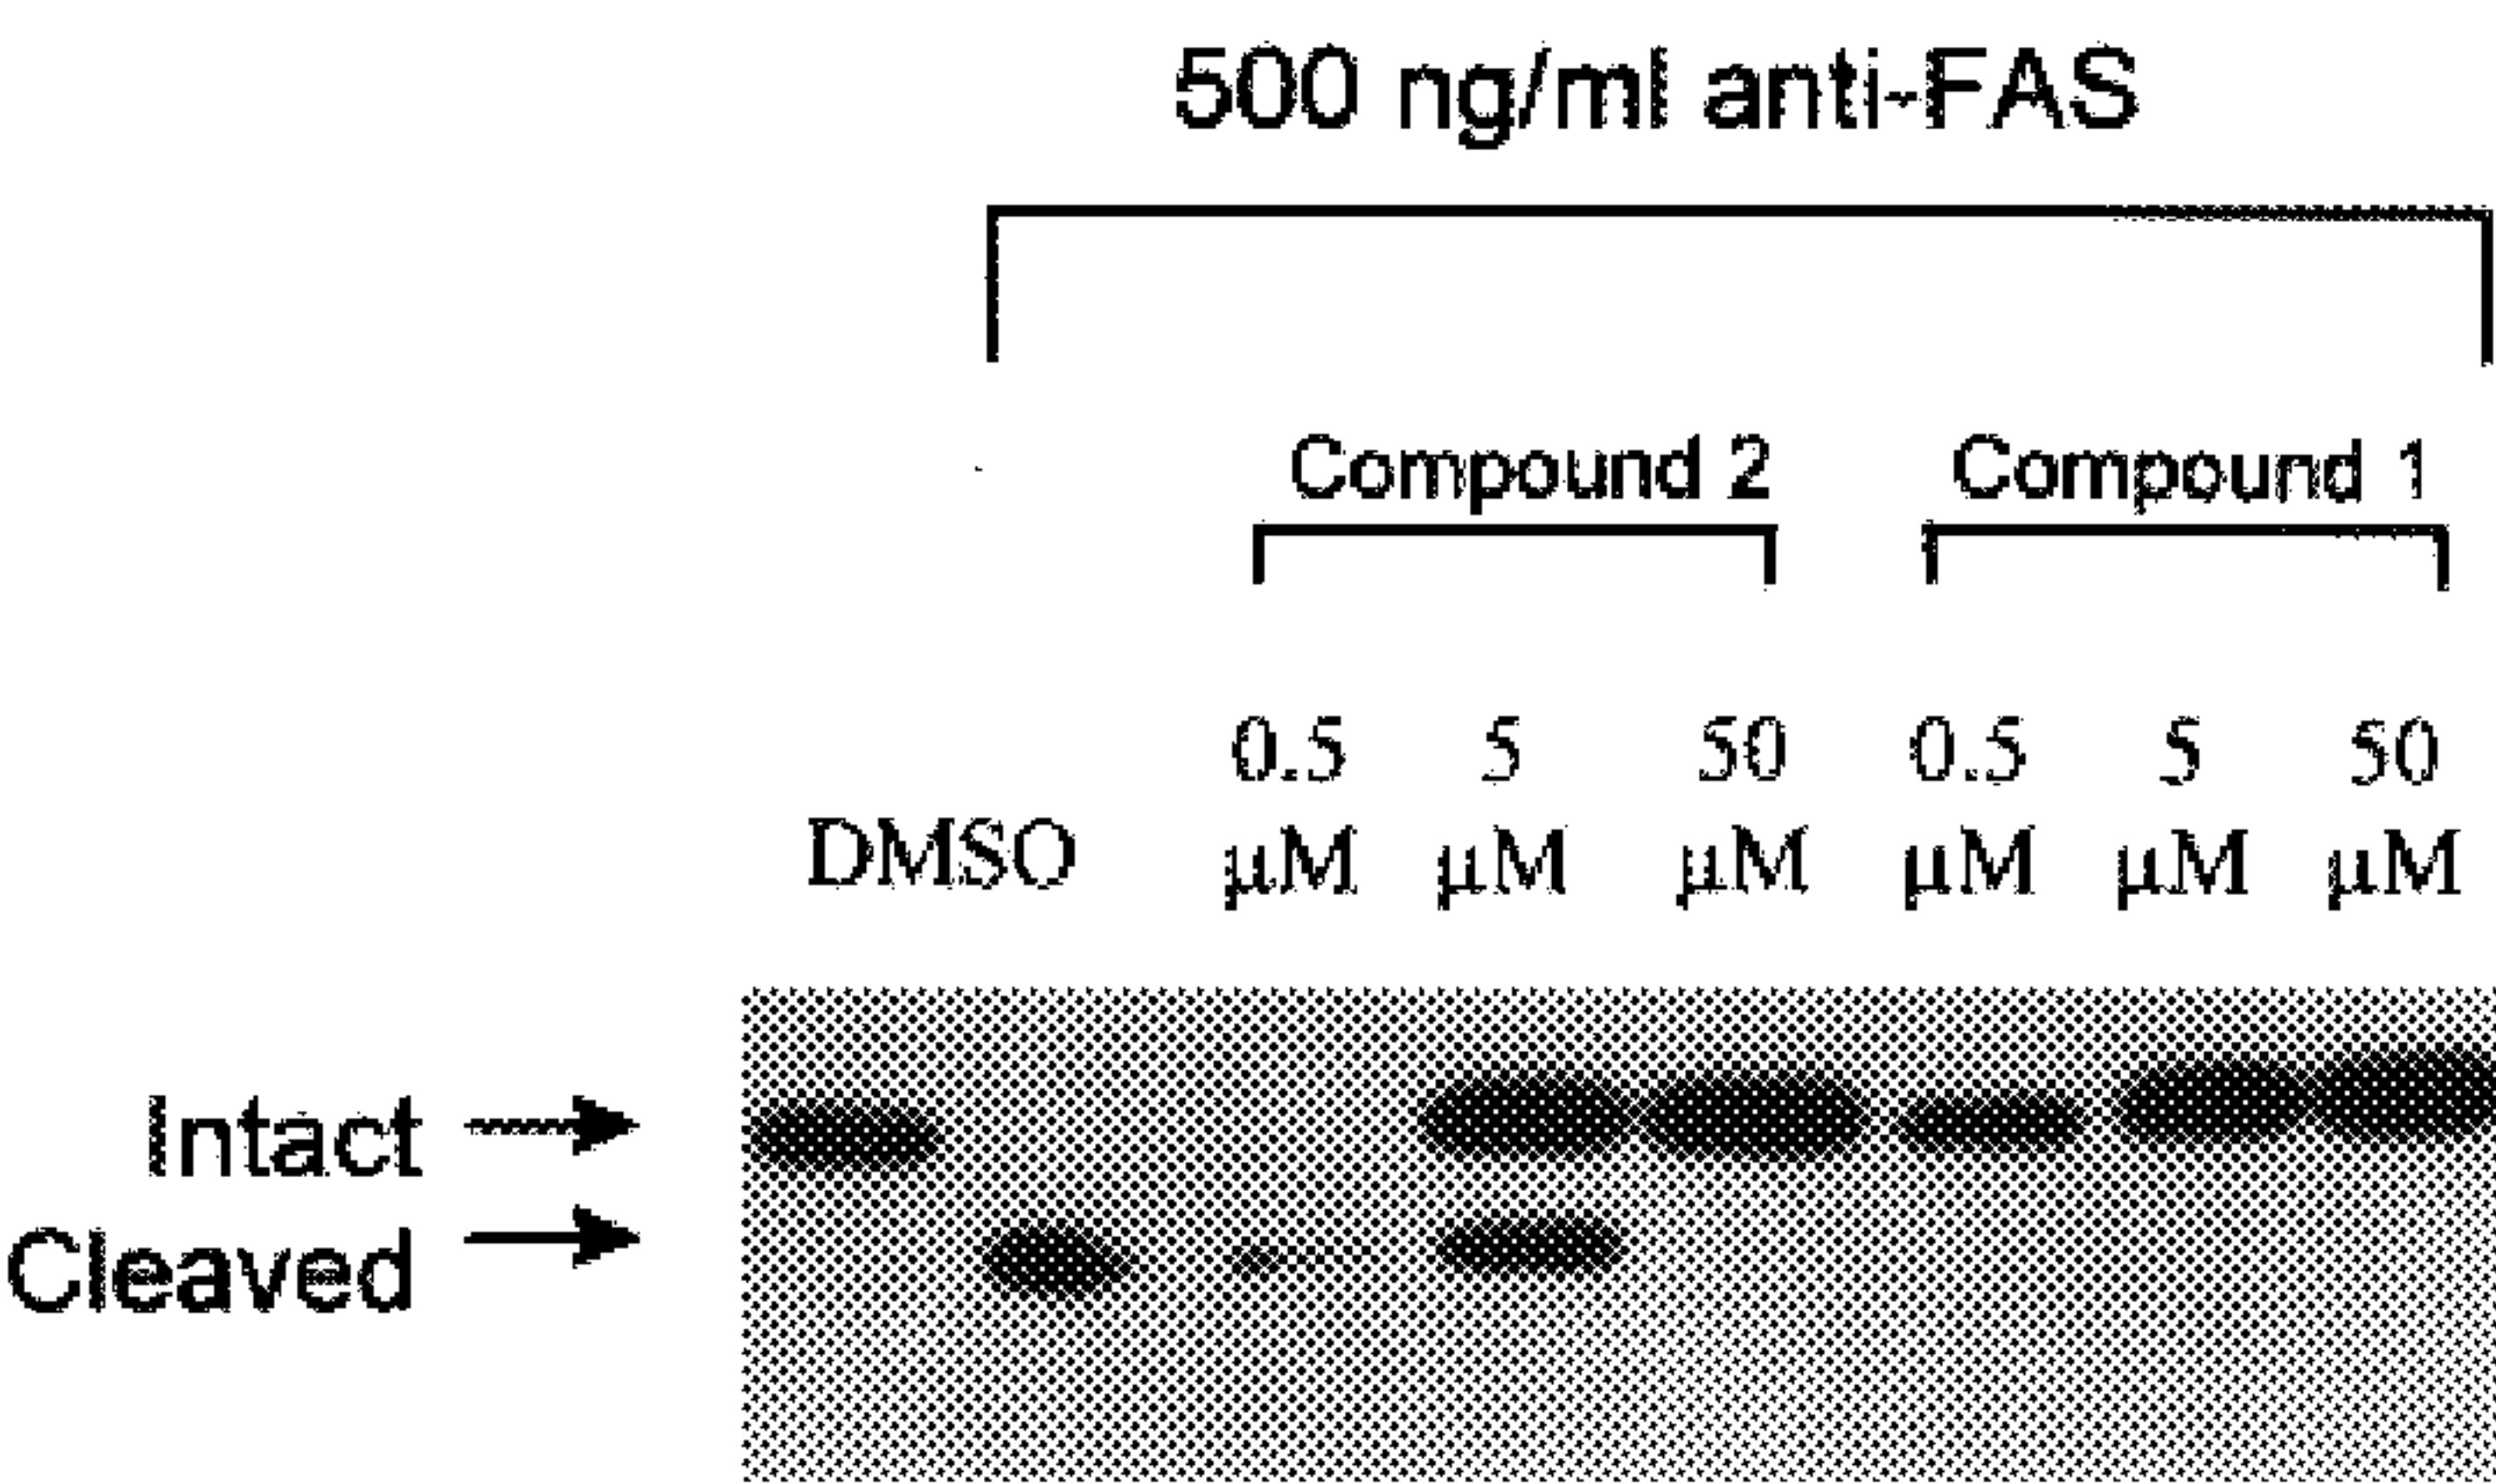 500 ng/ml anti-FAS
Compound 2 Compound 1
0.5 5 50 0.5 5 50
DMSO µM µM µM µM µM µM
Intact
Cleaved